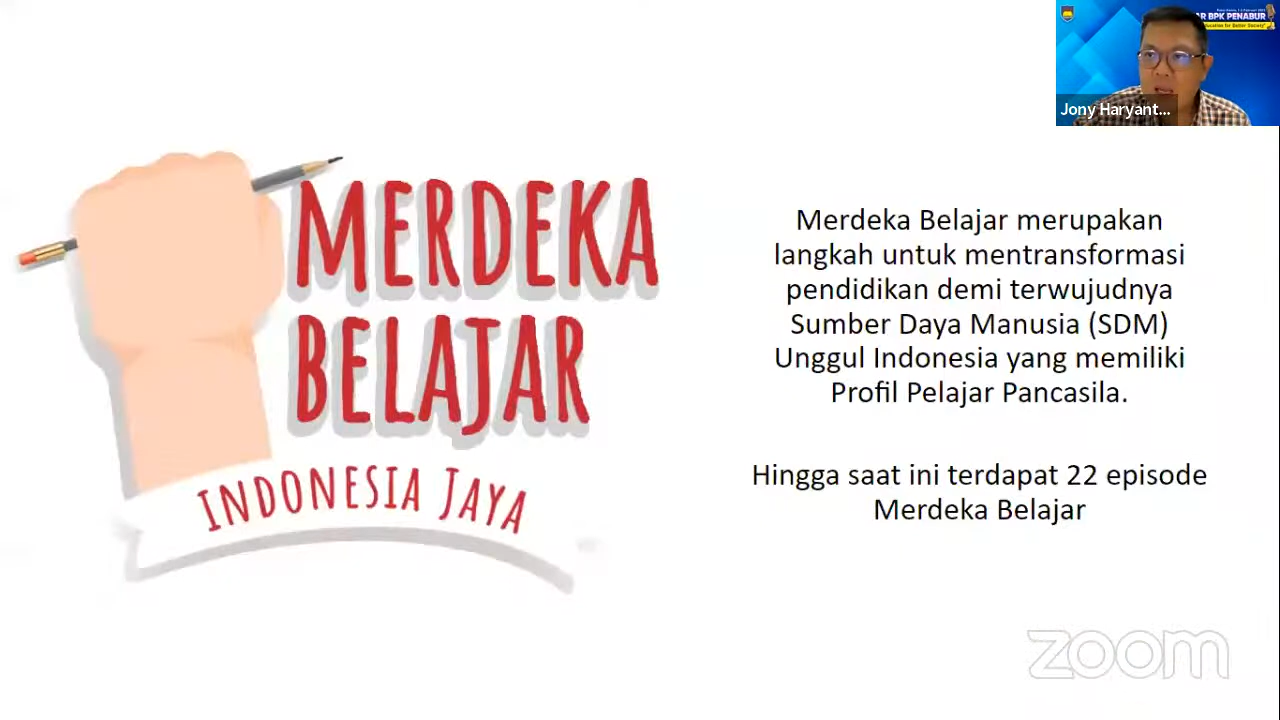 AR BPK PENABUR
Jony Haryant...
MERDEKA
BELAJAR
INDONESIA JAYA
Merdeka Belajar merupakan
langkah untuk mentransformasi
pendidikan demi terwujudnya
Sumber Daya Manusia (SDM)
Unggul Indonesia yang memiliki
Profil Pelajar Pancasila.
Hingga saat ini terdapat 22 episode
Merdeka Belajar
zoom